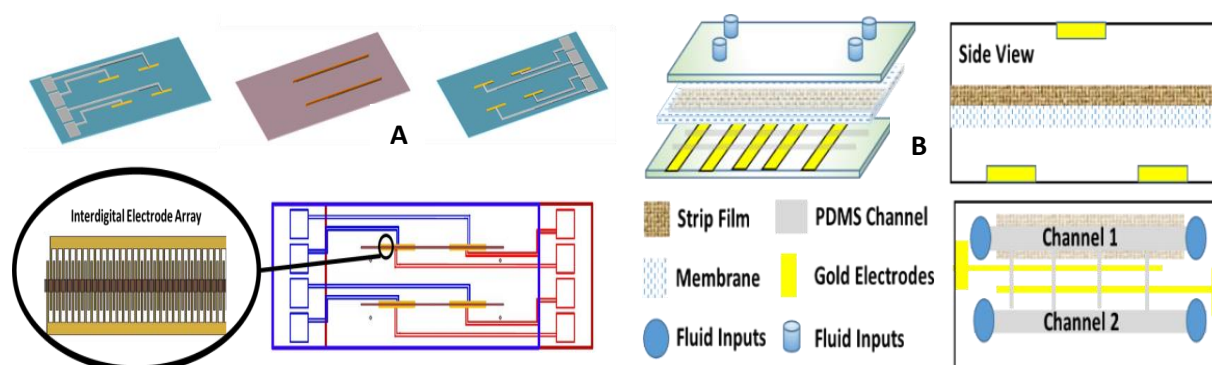 A
Interdigital Electrode Array
B
Side View
Strip Film
PDMS Channel
Membrane
Gold Electrodes
Fluid Inputs
Fluid Inputs
Channel 1
Channel 2